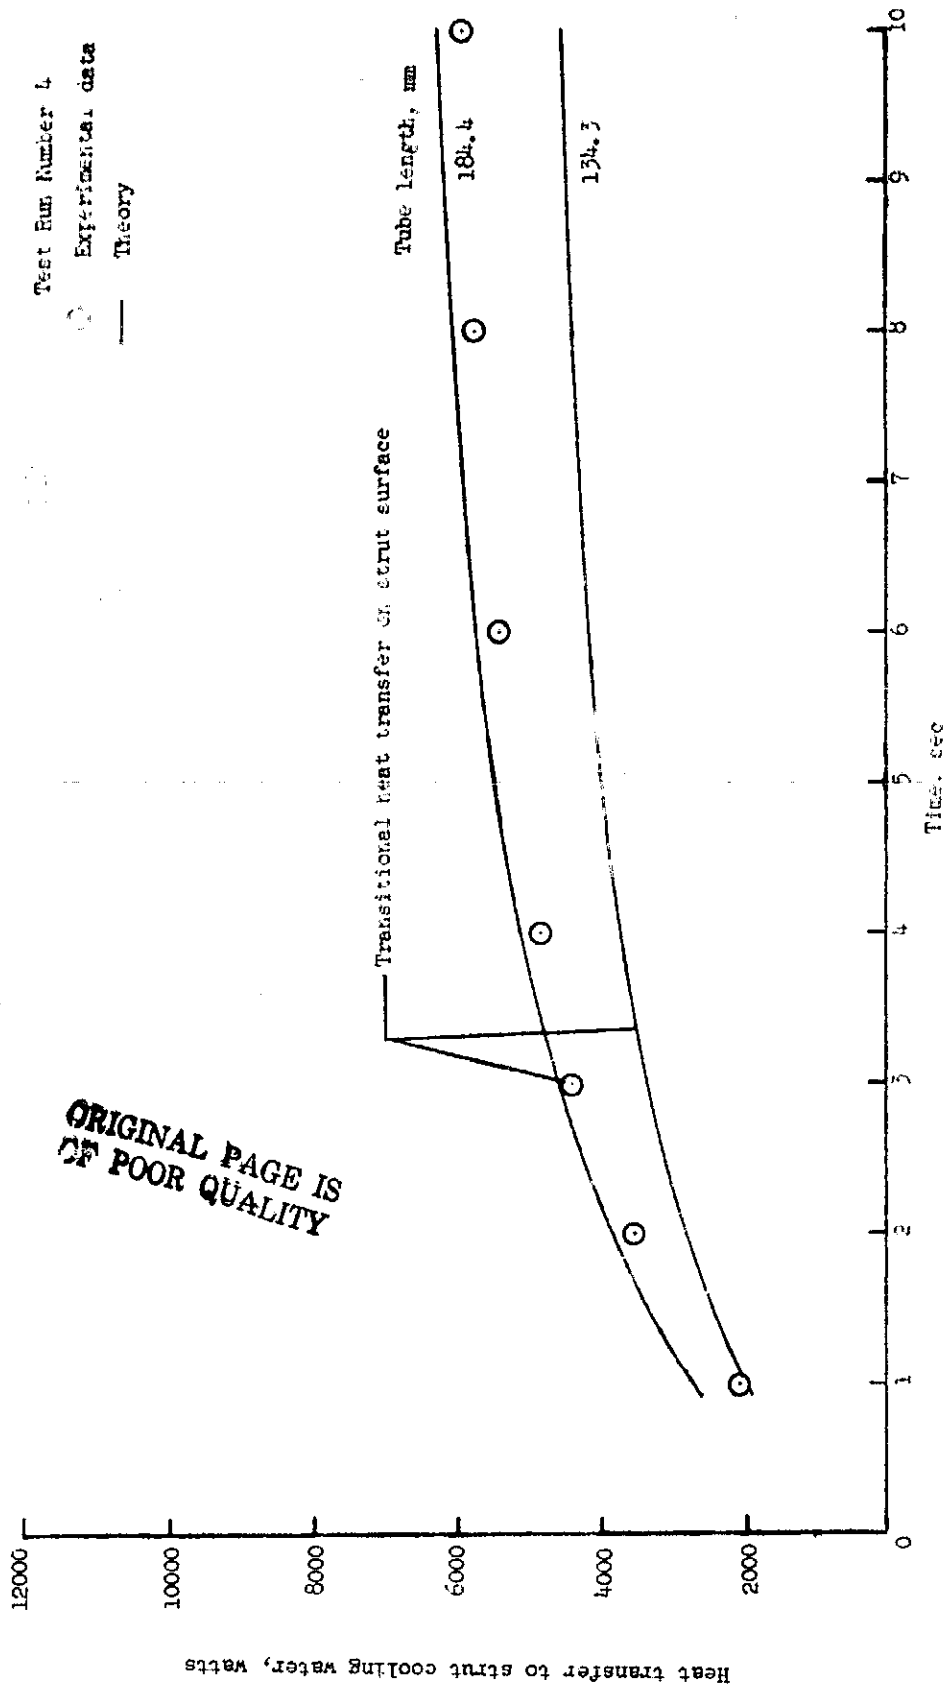 Test Run Number 4
Experimental data
Theory
Tube length, mm
184.4
134.3
Transitional heat transfer on strut surface
ORIGINAL PAGE IS
OF POOR QUALITY
Heat transfer to strut cooling water, watts
12000
10000
8000
6000
4000
2000
0
1
2
3
4
5
6
7
8
9
10
Time, sec